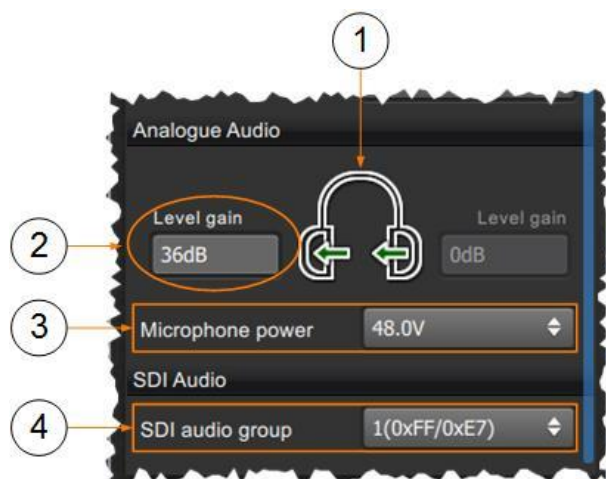 1
Analogue Audio
Level gain
Level gain
2
36dB
0dB
3
Microphone power
48.0V
SDI Audio
4
SDI audio group
1(0xFF/0xE7)